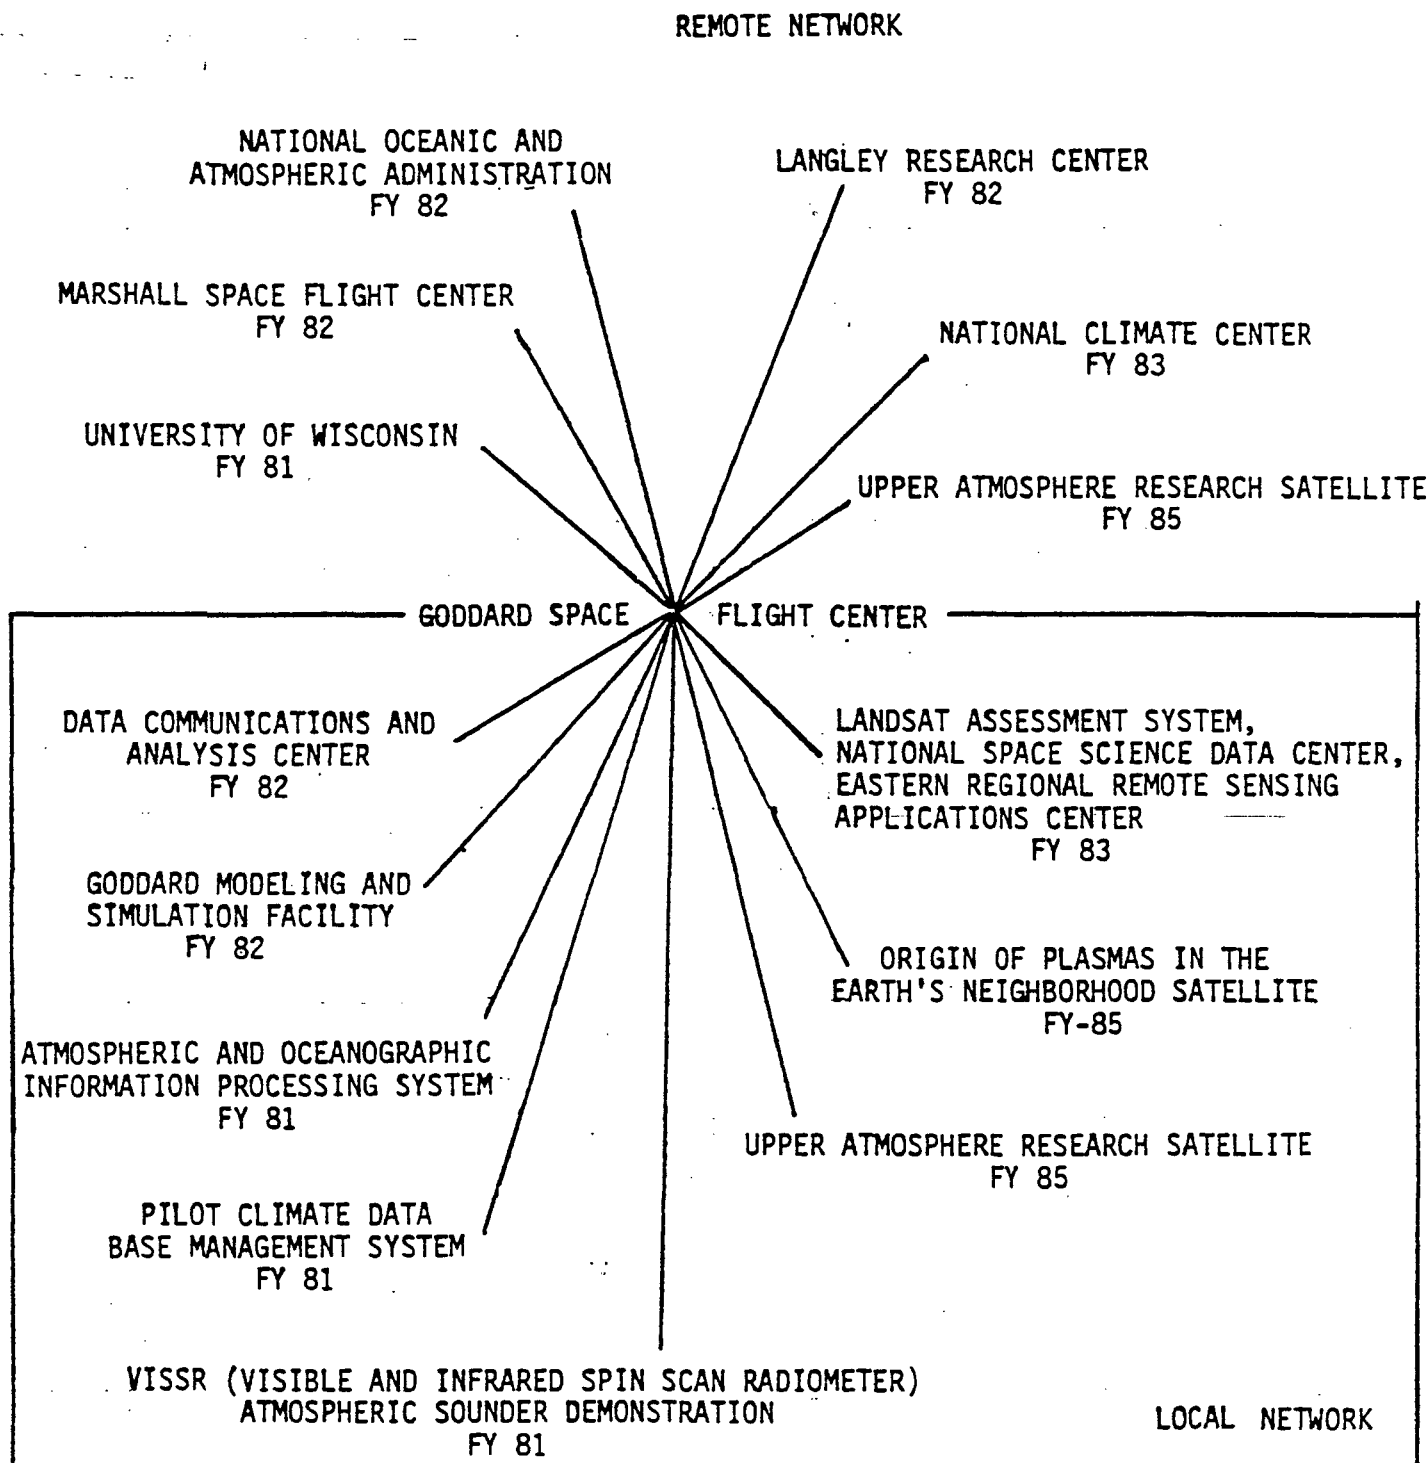 REMOTE NETWORK
NATIONAL OCEANIC AND
ATMOSPHERIC ADMINISTRATION
FY 82
LANGLEY RESEARCH CENTER
FY 82
MARSHALL SPACE FLIGHT CENTER
FY 82
NATIONAL CLIMATE CENTER
FY 83
UNIVERSITY OF WISCONSIN
FY 81
UPPER ATMOSPHERE RESEARCH SATELLITE
FY 85
GODDARD SPACE FLIGHT CENTER
DATA COMMUNICATIONS AND
ANALYSIS CENTER
FY 82
LANDSAT ASSESSMENT SYSTEM,
NATIONAL SPACE SCIENCE DATA CENTER,
EASTERN REGIONAL REMOTE SENSING
APPLICATIONS CENTER
FY 83
GODDARD MODELING AND
SIMULATION FACILITY
FY 82
ORIGIN OF PLASMAS IN THE
EARTH'S NEIGHBORHOOD SATELLITE
FY-85
ATMOSPHERIC AND OCEANOGRAPHIC
INFORMATION PROCESSING SYSTEM
FY 81
UPPER ATMOSPHERE RESEARCH SATELLITE
FY 85
PILOT CLIMATE DATA
BASE MANAGEMENT SYSTEM
FY 81
VISSR (VISIBLE AND INFRARED SPIN SCAN RADIOMETER)
ATMOSPHERIC SOUNDER DEMONSTRATION
FY 81
LOCAL NETWORK